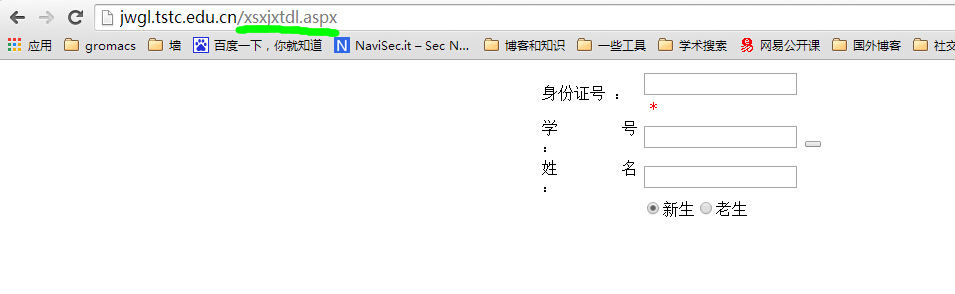 jwgl.tstc.edu.cn/xsxjxtdl.aspx
应用 gromacs 墙 百度一下，你就知道 NaviSec.it – Sec N... 博客和知识 一些工具 学术搜索 易 网易公开课 国外博客 社交
身份证号 ：
*
学 号
：
姓 名
：
新生 老生